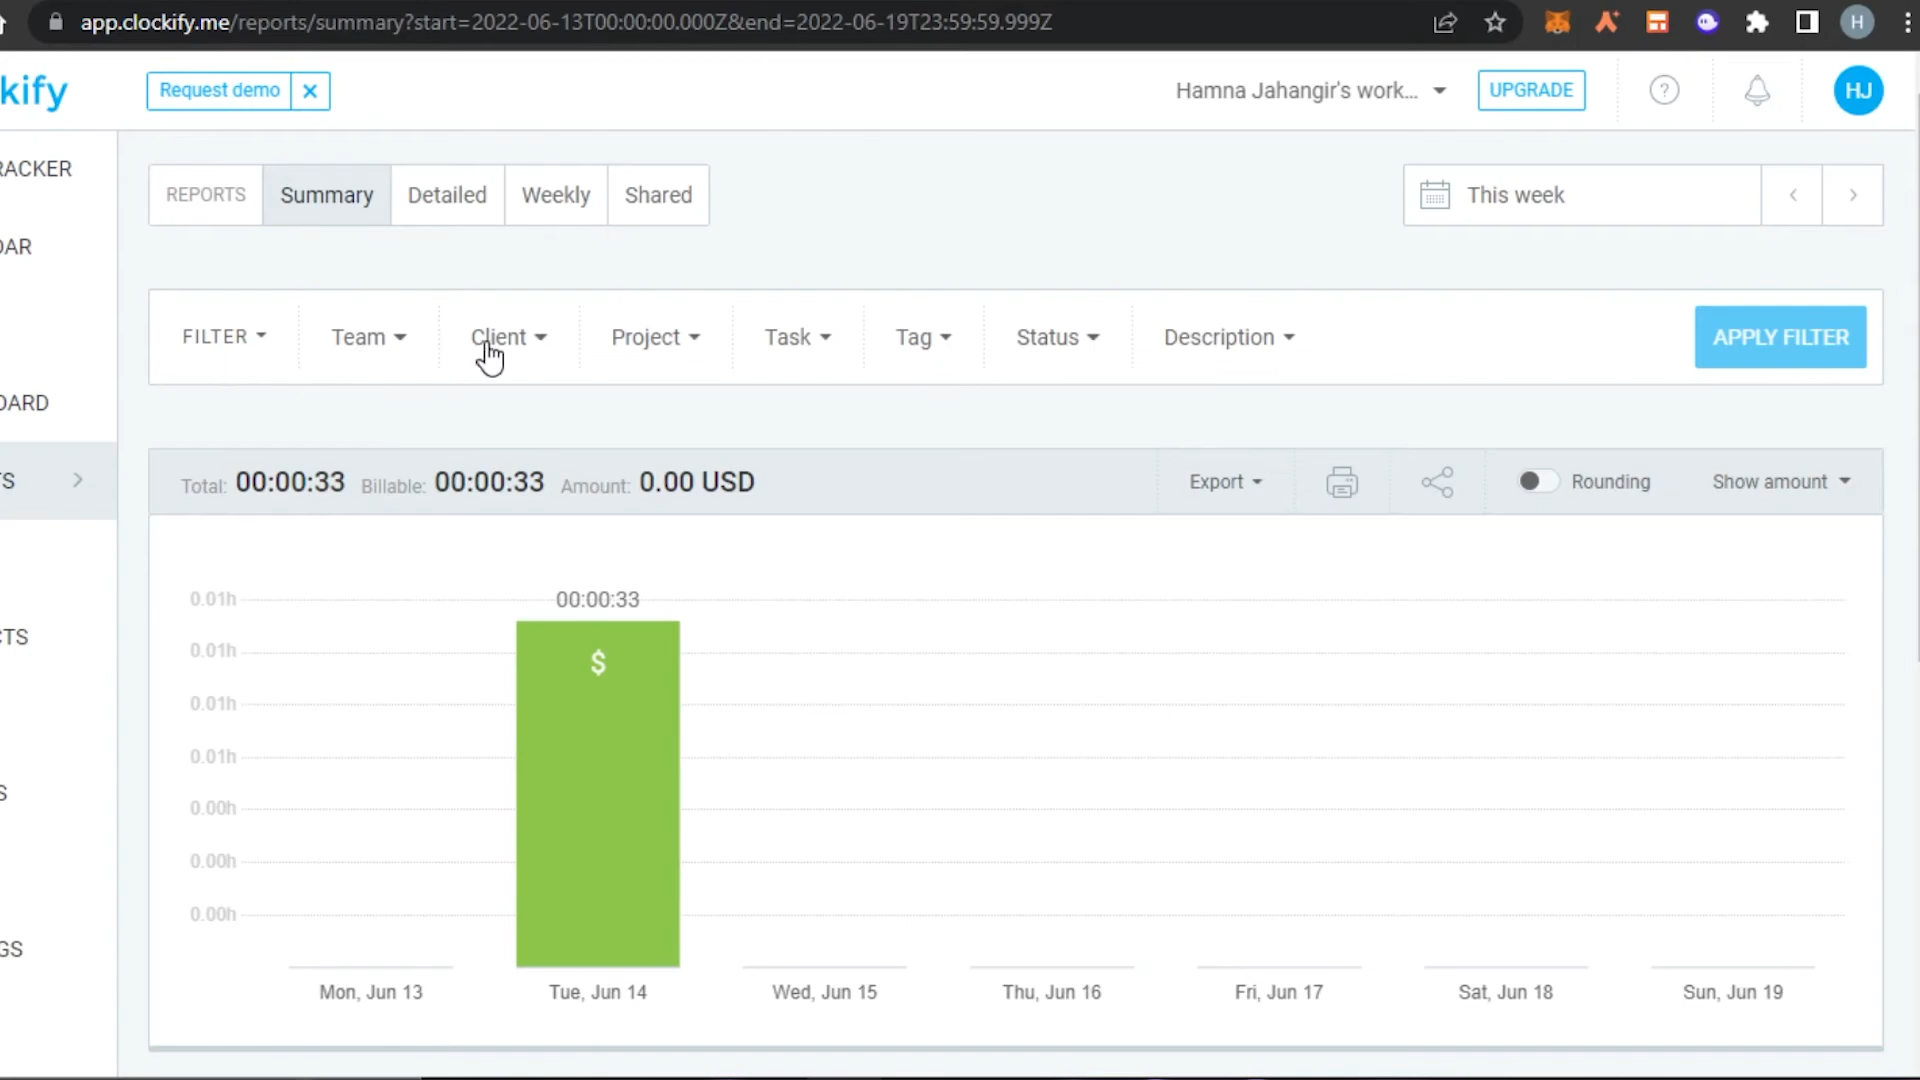 app.clockify.me/reports/summary?start=2022-06-13T00:00:00.000Z&end=2022-06-19T23:59:59.999Z
H
ckify
Request demo
Hamna Jahangir's work...
UPGRADE
?
HJ
RACKER
DAR
OARD
TS
CTS
S
GS
REPORTS
Summary
Detailed
Weekly
Shared
This week
FILTER
Team
Client
Project
Task
Tag
Status
Description
APPLY FILTER
Total: 00:00:33 Billable: 00:00:33 Amount: 0.00 USD
Export
Rounding
Show amount
0.01h
0.01h
0.01h
0.01h
0.00h
0.00h
0.00h
00:00:33
$
Mon, Jun 13
Tue, Jun 14
Wed, Jun 15
Thu, Jun 16
Fri, Jun 17
Sat, Jun 18
Sun, Jun 19